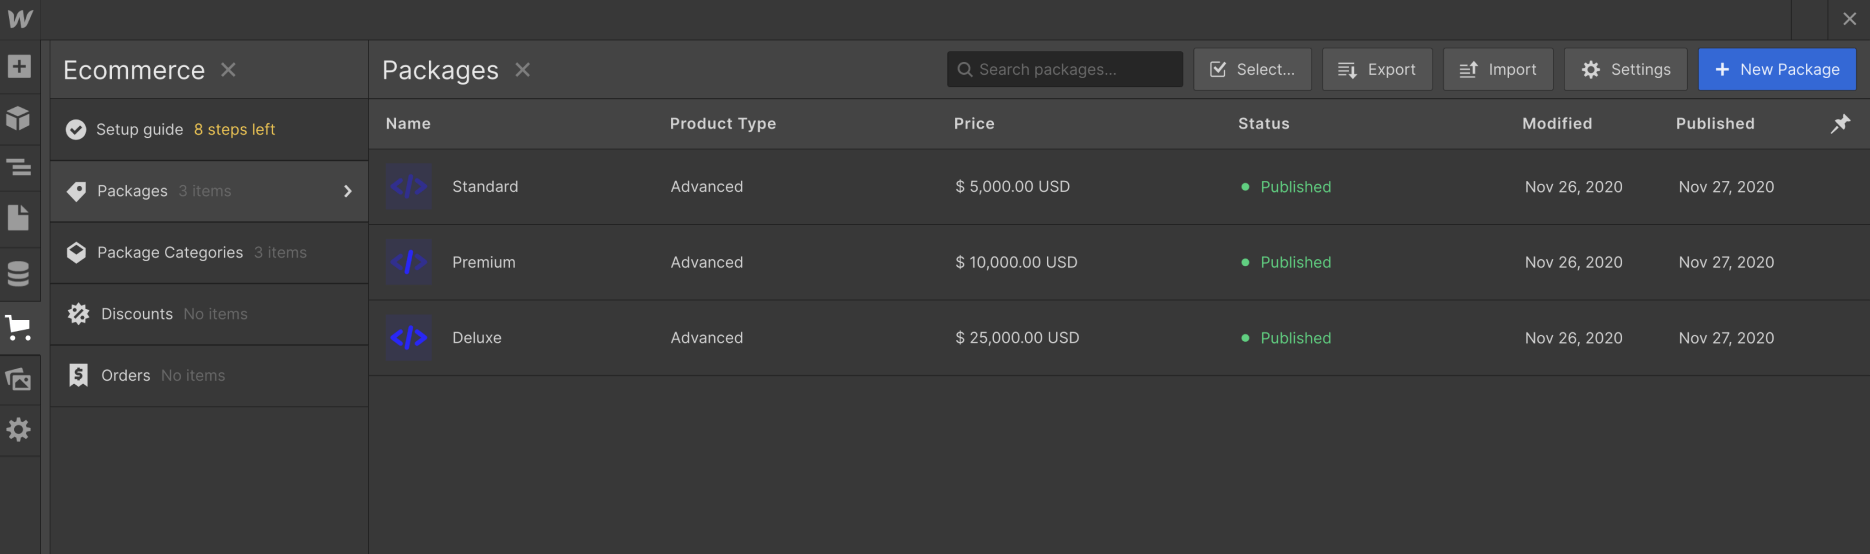 Ecommerce
Packages
Search packages...
Select...
Export
Import
Settings
New Package
Setup guide 8 steps left
Packages 3 items
Package Categories 3 items
Discounts No items
Orders No items
Name Product Type Price Status Modified Published
Standard Advanced $ 5,000.00 USD Published Nov 26, 2020 Nov 27, 2020
Premium Advanced $ 10,000.00 USD Published Nov 26, 2020 Nov 27, 2020
Deluxe Advanced $ 25,000.00 USD Published Nov 26, 2020 Nov 27, 2020